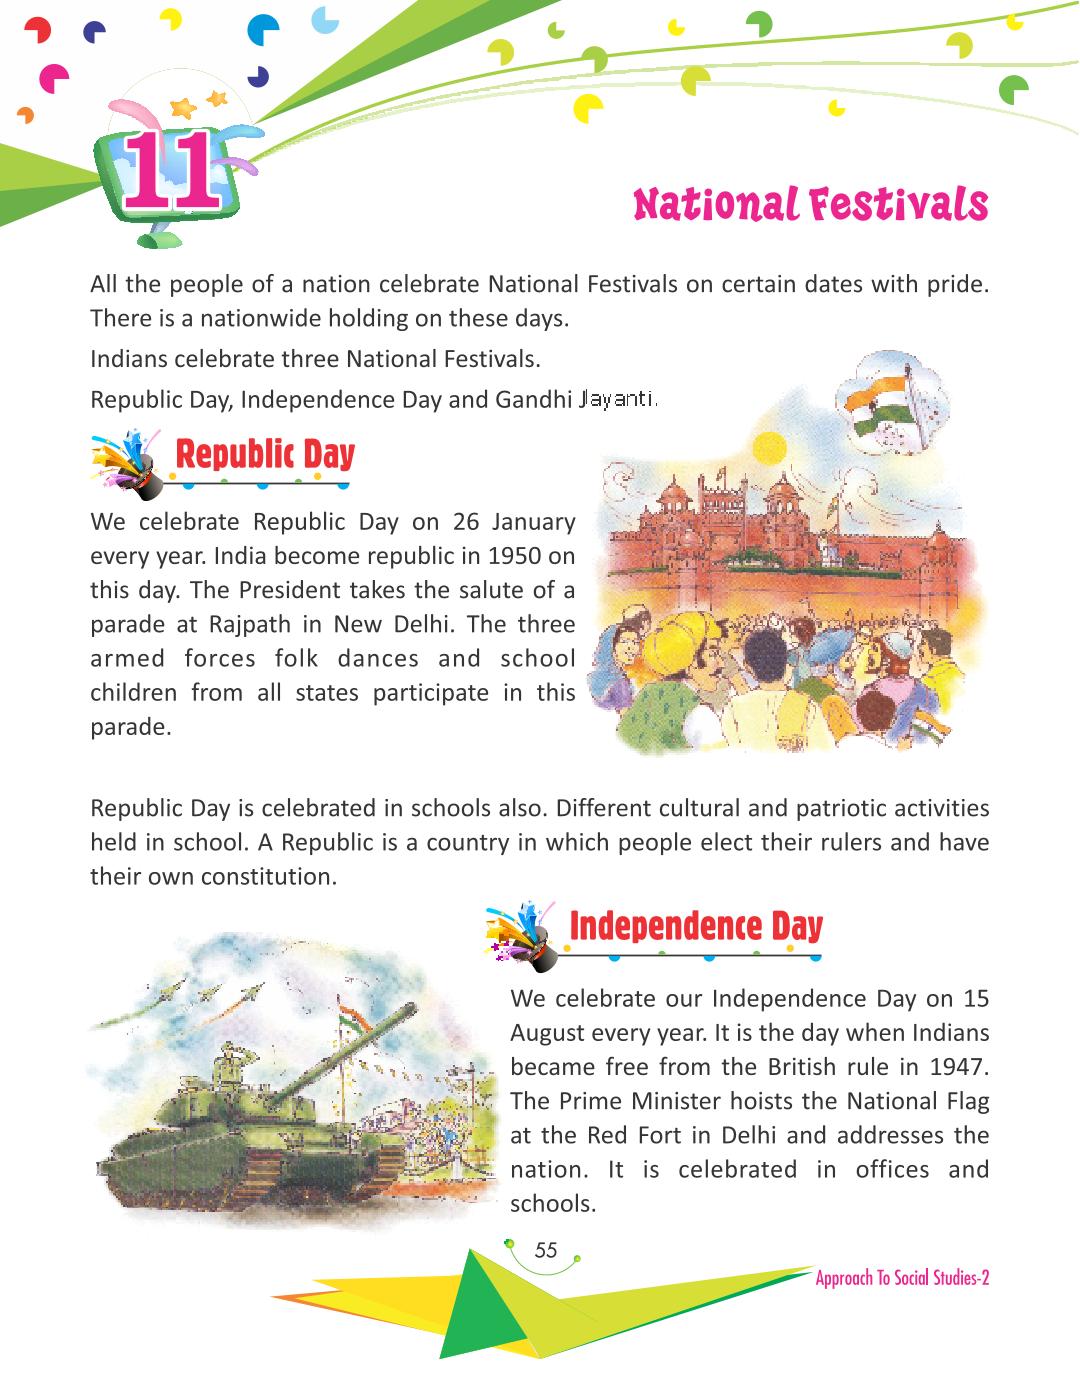 11
National Festivals
All the people of a nation celebrate National Festivals on certain dates with pride.
There is a nationwide holding on these days.
Indians celebrate three National Festivals.
Republic Day, Independence Day and Gandhi Jayanti.
Republic Day
We celebrate Republic Day on 26 January
every year. India become republic in 1950 on
this day. The President takes the salute of a
parade at Rajpath in New Delhi. The three
armed forces folk dances and school
children from all states participate in this
parade.
Republic Day is celebrated in schools also. Different cultural and patriotic activities
held in school. A Republic is a country in which people elect their rulers and have
their own constitution.
Independence Day
We celebrate our Independence Day on 15
August every year. It is the day when Indians
became free from the British rule in 1947.
The Prime Minister hoists the National Flag
at the Red Fort in Delhi and addresses the
nation. It is celebrated in offices and
schools.
55
Approach To Social Studies-2